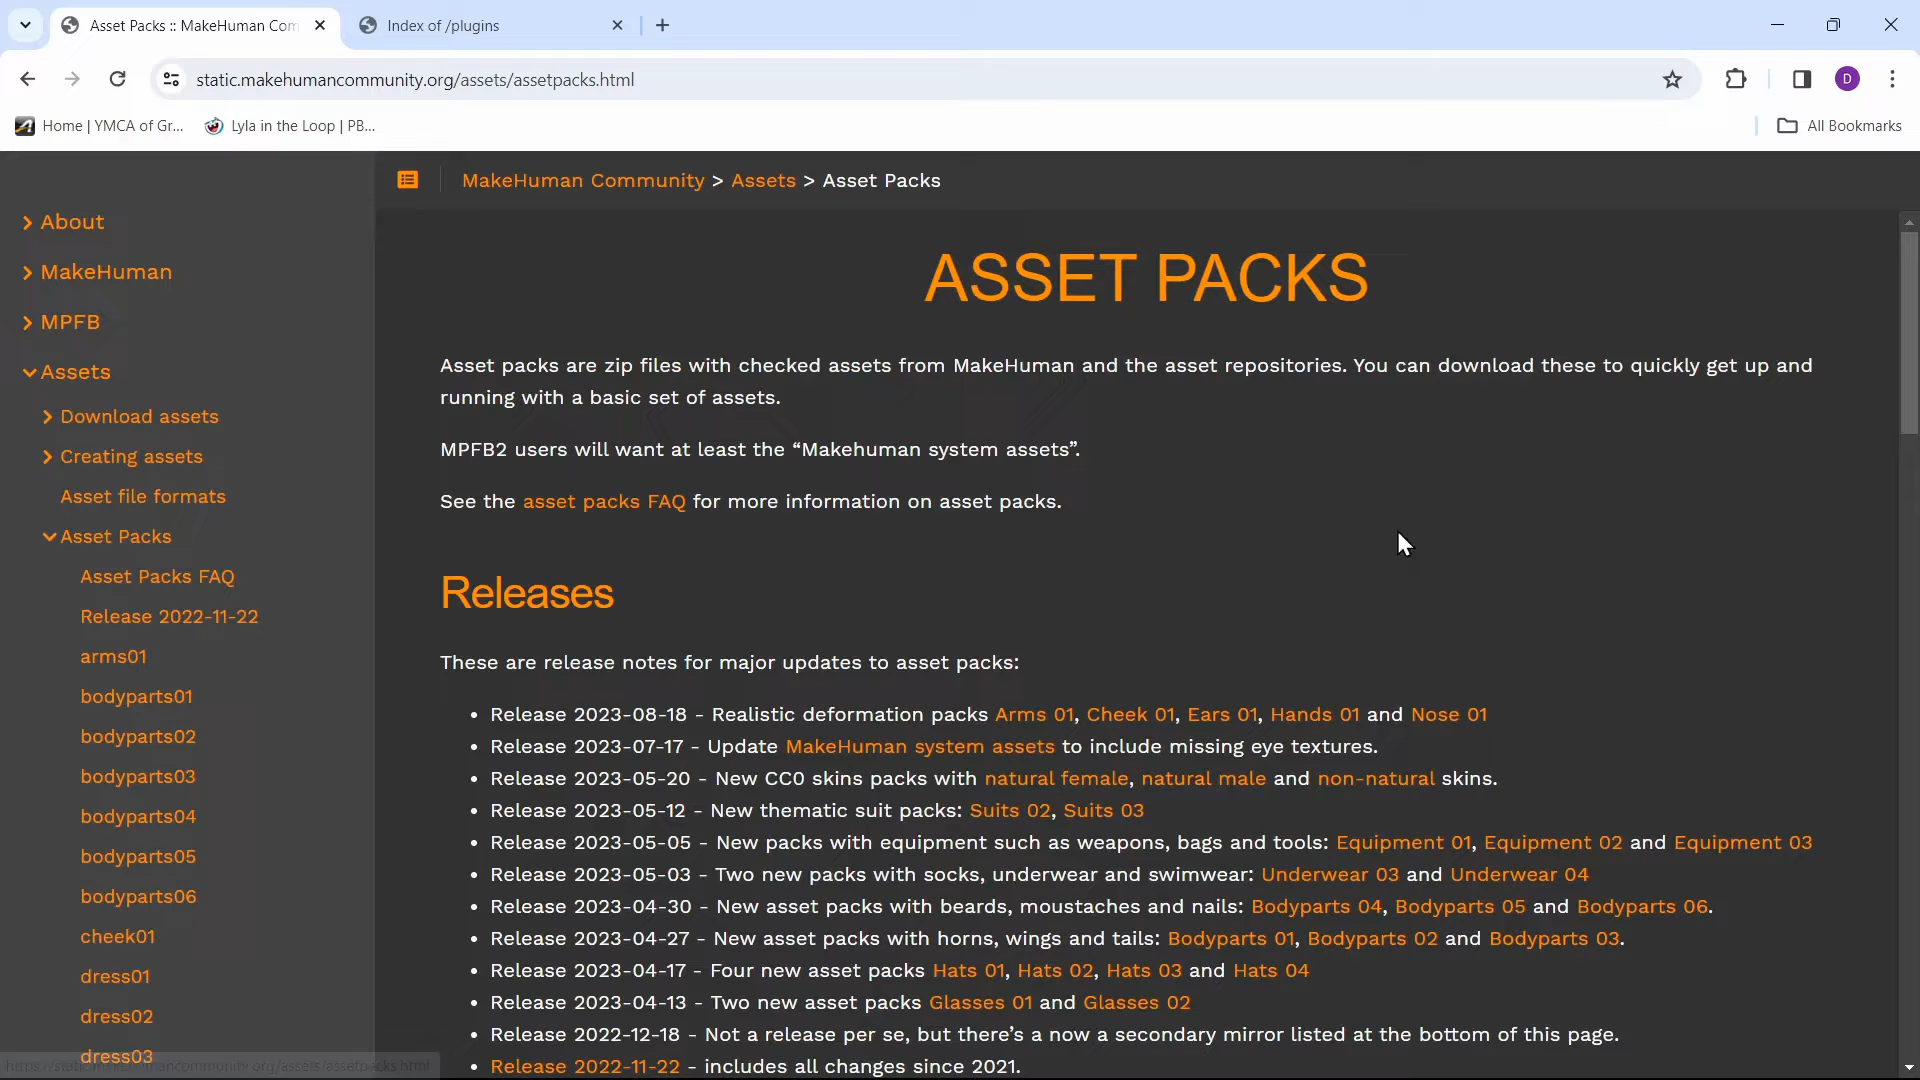 Asset Packs :: MakeHuman Com
Index of /plugins
static.makehumancommunity.org/assets/assetpacks.html
D
Home | YMCA of Gr...
Lyla in the Loop | PB...
All Bookmarks
MakeHuman Community > Assets > Asset Packs
About
MakeHuman
MPFB
Assets
Download assets
Creating assets
Asset file formats
Asset Packs
Asset Packs FAQ
Release 2022-11-22
arms01
bodyparts01
bodyparts02
bodyparts03
bodyparts04
bodyparts05
bodyparts06
cheek01
dress01
dress02
dress03
ASSET PACKS
Asset packs are zip files with checked assets from MakeHuman and the asset repositories. You can download these to quickly get up and
running with a basic set of assets.
MPFB2 users will want at least the “Makehuman system assets”.
See the asset packs FAQ for more information on asset packs.
Releases
These are release notes for major updates to asset packs:
• Release 2023-08-18 - Realistic deformation packs Arms 01, Cheek 01, Ears 01, Hands 01 and Nose 01
• Release 2023-07-17 - Update MakeHuman system assets to include missing eye textures.
• Release 2023-05-20 - New CC0 skins packs with natural female, natural male and non-natural skins.
• Release 2023-05-12 - New thematic suit packs: Suits 02, Suits 03
• Release 2023-05-05 - New packs with equipment such as weapons, bags and tools: Equipment 01, Equipment 02 and Equipment 03
• Release 2023-05-03 - Two new packs with socks, underwear and swimwear: Underwear 03 and Underwear 04
• Release 2023-04-30 - New asset packs with beards, moustaches and nails: Bodyparts 04, Bodyparts 05 and Bodyparts 06.
• Release 2023-04-27 - New asset packs with horns, wings and tails: Bodyparts 01, Bodyparts 02 and Bodyparts 03.
• Release 2023-04-17 - Four new asset packs Hats 01, Hats 02, Hats 03 and Hats 04
• Release 2023-04-13 - Two new asset packs Glasses 01 and Glasses 02
• Release 2022-12-18 - Not a release per se, but there’s a now a secondary mirror listed at the bottom of this page.
• Release 2022-11-22 - includes all changes since 2021.